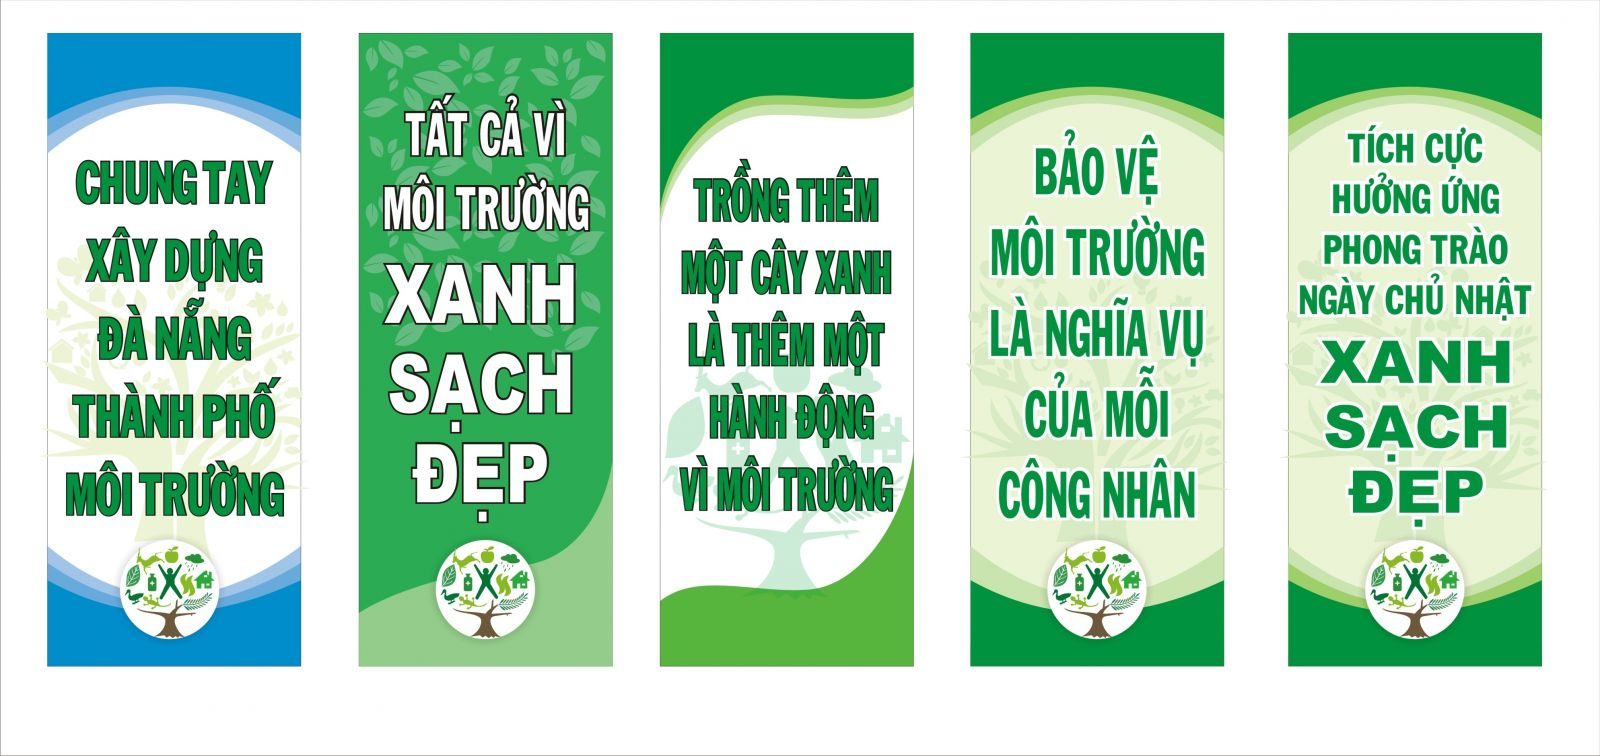 CHUNG TAY
XÂY DỰNG
ĐÀ NẴNG
THÀNH PHỐ
MÔI TRƯỜNG
TẤT CẢ VÌ
MÔI TRƯỜNG
XANH
SẠCH
ĐẸP
TRỒNG THÊM
MỘT CÂY XANH
LÀ THÊM MỘT
HÀNH ĐỘNG
VÌ MÔI TRƯỜNG
BẢO VỆ
MÔI TRƯỜNG
LÀ NGHĨA VỤ
CỦA MỖI
CÔNG NHÂN
TÍCH CỰC
HƯỞNG ỨNG
PHONG TRÀO
NGÀY CHỦ NHẬT
XANH
SẠCH
ĐẸP